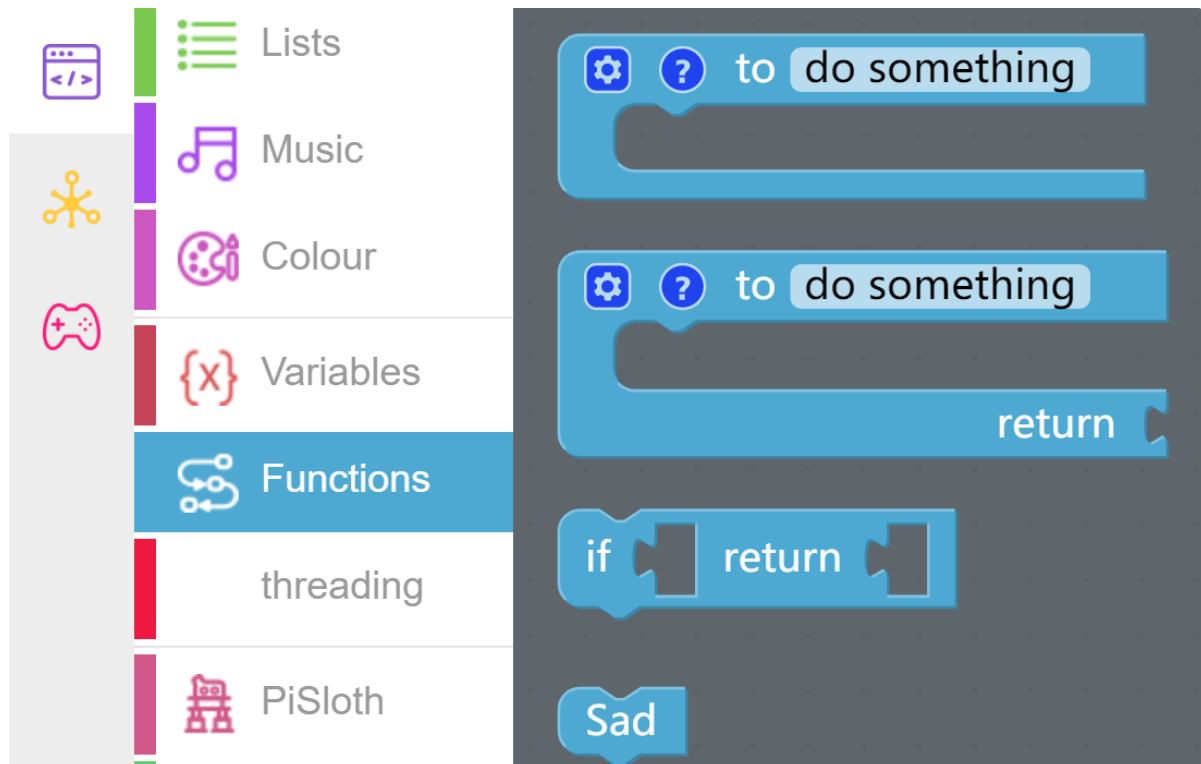 Lists
Music
Colour
{x} Variables
Functions
threading
PiSloth
</>
? to do something
? to do something
return
if return
Sad